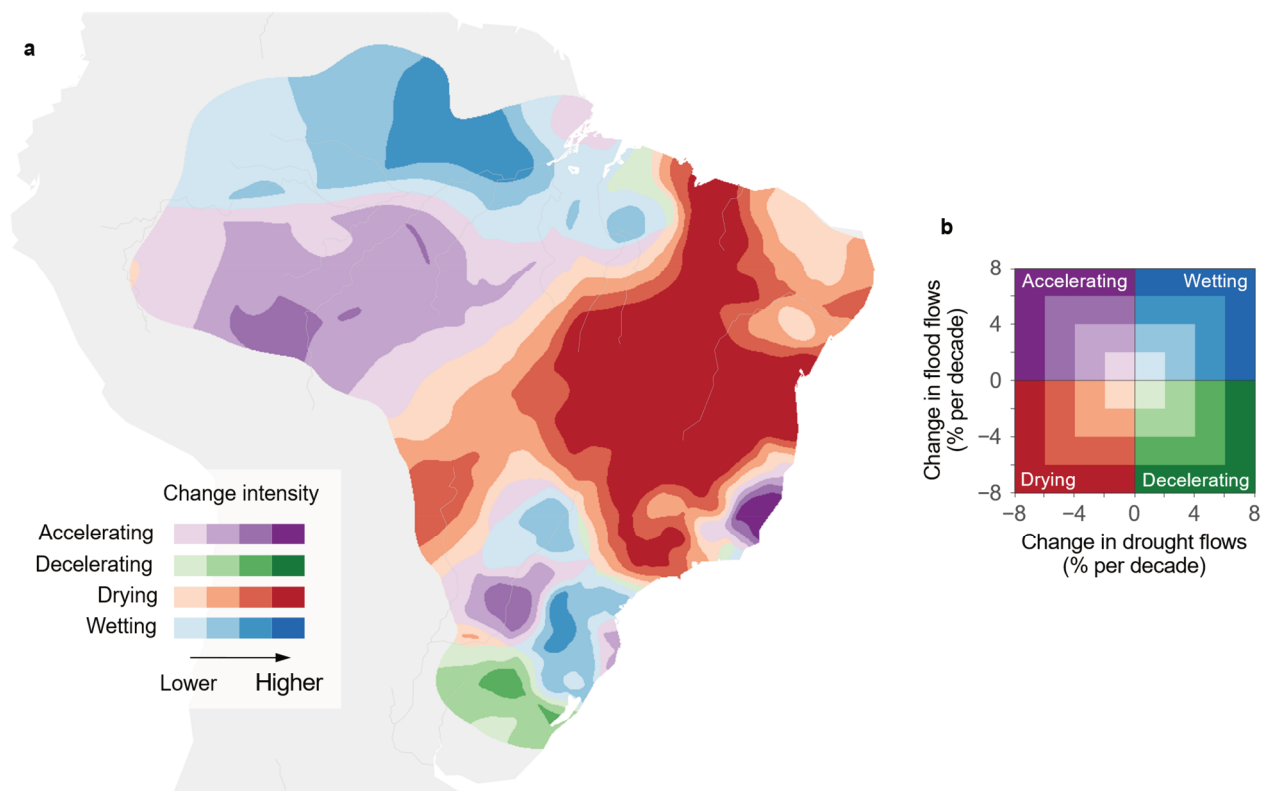 a
Change intensity
Accelerating
Decelerating
Drying
Wetting
Lower Higher
b
Change in flood flows
(% per decade)
8
4
0
−4
−8
Accelerating Wetting
Drying Decelerating
−8 −4 0 4 8
Change in drought flows
(% per decade)